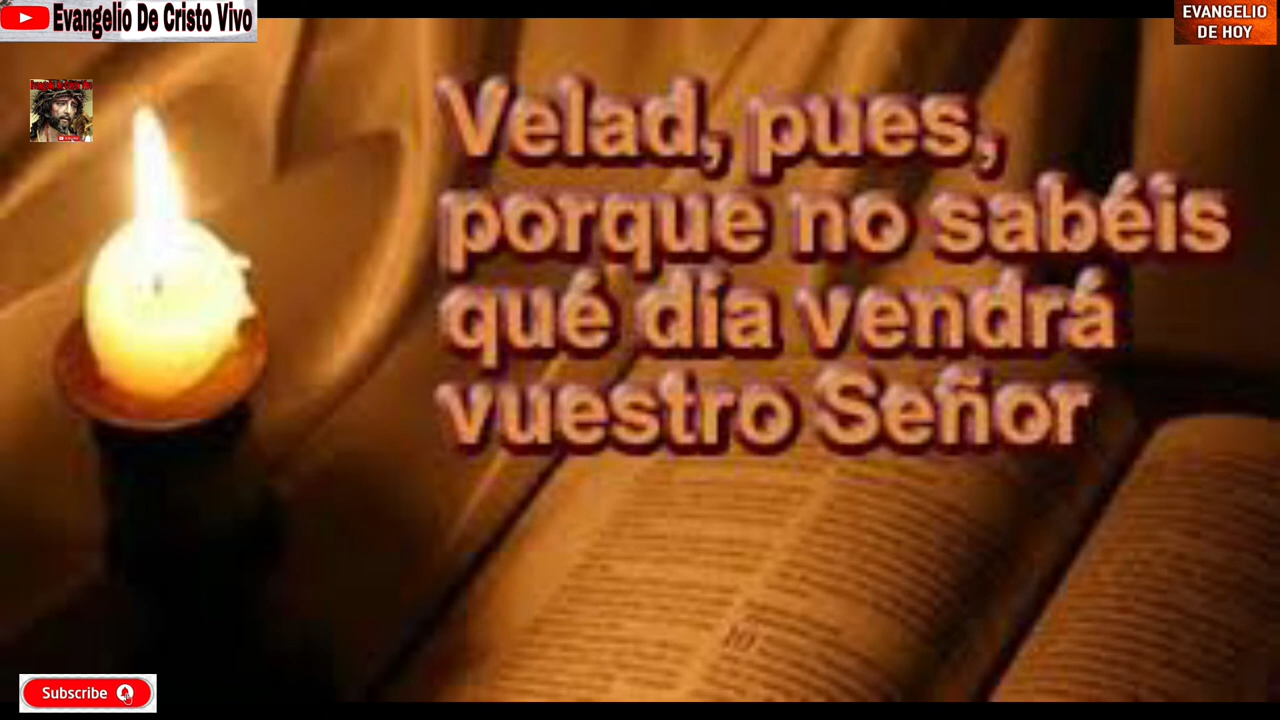 Evangelio De Cristo Vivo
EVANGELIO
DE HOY
Velad, pues,
porque no sabéis
qué día vendrá
vuestro Señor
Subscribe